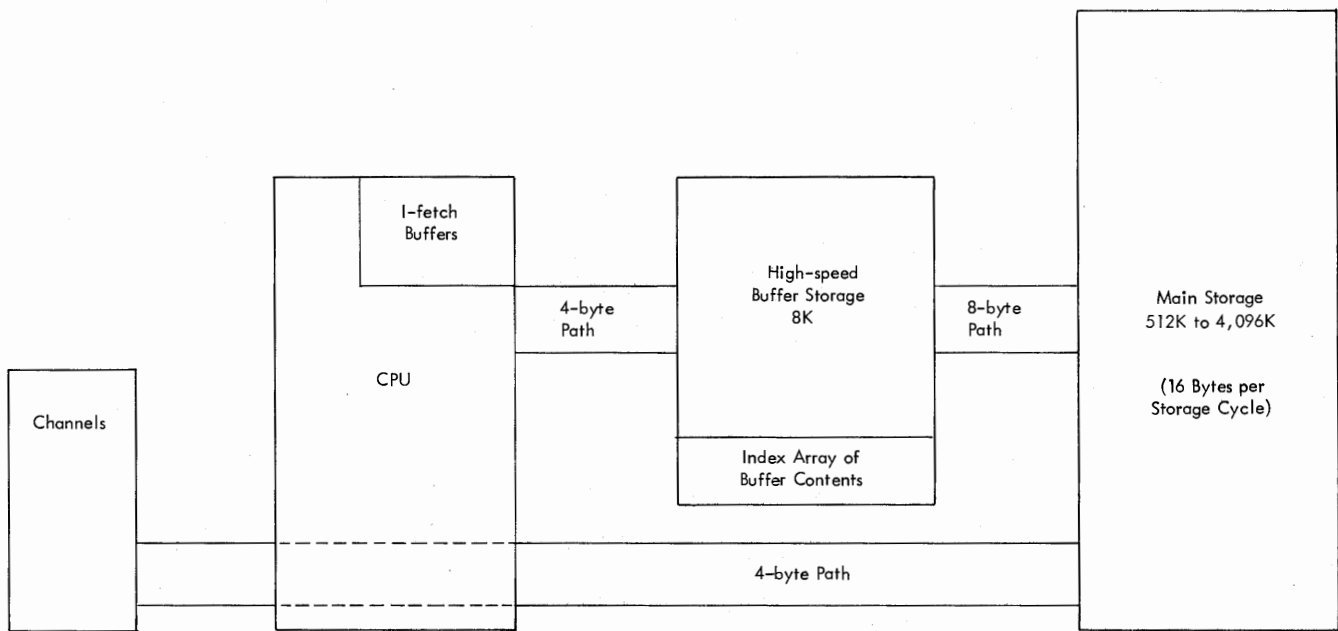 I-fetch
Buffers
High-speed
Buffer Storage
8K
4-byte
Path
8-byte
Path
Main Storage
512K to 4,096K
CPU
(16 Bytes per
Storage Cycle)
Channels
Index Array of
Buffer Contents
4-byte Path